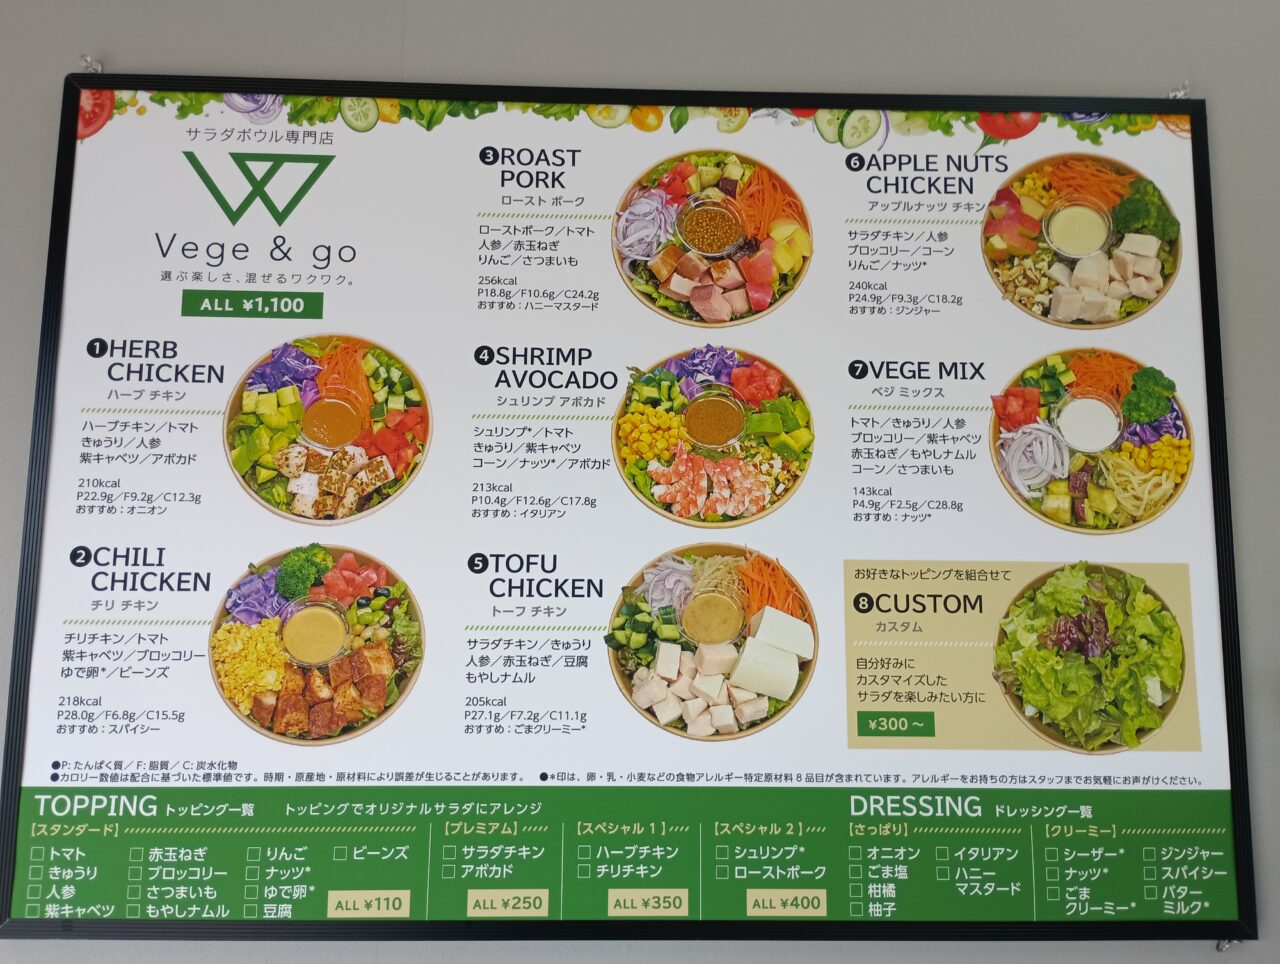 サラダボウル専門店
Vege & go
選ぶ楽しさ、混ぜるワクワク。
ALL ¥1,100
❶HERB
CHICKEN
ハーブ チキン
ハーブチキン／トマト
きゅうり／人参
紫キャベツ／アボカド
210kcal
P22.9g／F9.2g／C12.3g
おすすめ：オニオン
❷CHILI
CHICKEN
チリ チキン
チリチキン／トマト
紫キャベツ／ブロッコリー
ゆで卵*／ビーンズ
218kcal
P28.0g／F6.8g／C15.5g
おすすめ：スパイシー
❸ROAST
PORK
ロースト ポーク
ローストポーク／トマト
人参／赤玉ねぎ
りんご／さつまいも
256kcal
P18.8g／F10.6g／C24.2g
おすすめ：ハニーマスタード
❹SHRIMP
AVOCADO
シュリンプ アボカド
シュリンプ*／トマト
きゅうり／紫キャベツ
コーン／ナッツ*／アボカド
213kcal
P10.4g／F12.6g／C17.8g
おすすめ：イタリアン
❺TOFU
CHICKEN
トーフ チキン
サラダチキン／きゅうり
人参／赤玉ねぎ／豆腐
もやしナムル
205kcal
P27.1g／F7.2g／C11.1g
おすすめ：ごまクリーミー*
❻APPLE NUTS
CHICKEN
アップルナッツ チキン
サラダチキン／人参
ブロッコリー／コーン
りんご／ナッツ*
240kcal
P24.9g／F9.3g／C18.2g
おすすめ：ジンジャー
❼VEGE MIX
ベジ ミックス
トマト／きゅうり／人参
ブロッコリー／紫キャベツ
赤玉ねぎ／もやしナムル
コーン／さつまいも
143kcal
P4.9g／F2.5g／C28.8g
おすすめ：ナッツ*
お好きなトッピングを組合せて
❽CUSTOM
カスタム
自分好みに
カスタマイズした
サラダを楽しみたい方に
¥300～
●P: たんぱく質／ F: 脂質／ C: 炭水化物
●カロリー数値は配合に基づいた標準値です。時期・原産地・原材料により誤差が生じることがあります。 ●*印は、卵・乳・小麦などの食物アレルギー特定原材料８品目が含まれています。アレルギーをお持ちの方はスタッフまでお気軽にお声がけください。
TOPPING トッピング一覧 トッピングでオリジナルサラダにアレンジ
【スタンダード】
□ トマト
□ きゅうり
□ 人参
□ 紫キャベツ
□ 赤玉ねぎ
□ ブロッコリー
□ さつまいも
□ もやしナムル
□ りんご
□ ナッツ*
□ ゆで卵*
□ 豆腐
□ ビーンズ
ALL ¥110
【プレミアム】
□ サラダチキン
□ アボカド
ALL ¥250
【スペシャル１】
□ ハーブチキン
□ チリチキン
ALL ¥350
【スペシャル２】
□ シュリンプ*
□ ローストポーク
ALL ¥400
DRESSING ドレッシング一覧
【さっぱり】
□ オニオン
□ ごま塩
□ 柑橘
□ 柚子
□ イタリアン
□ ハニー
マスタード
【クリーミー】
□ シーザー*
□ ナッツ*
□ ごま
クリーミー*
□ ジンジャー
□ スパイシー
□ バター
ミルク*